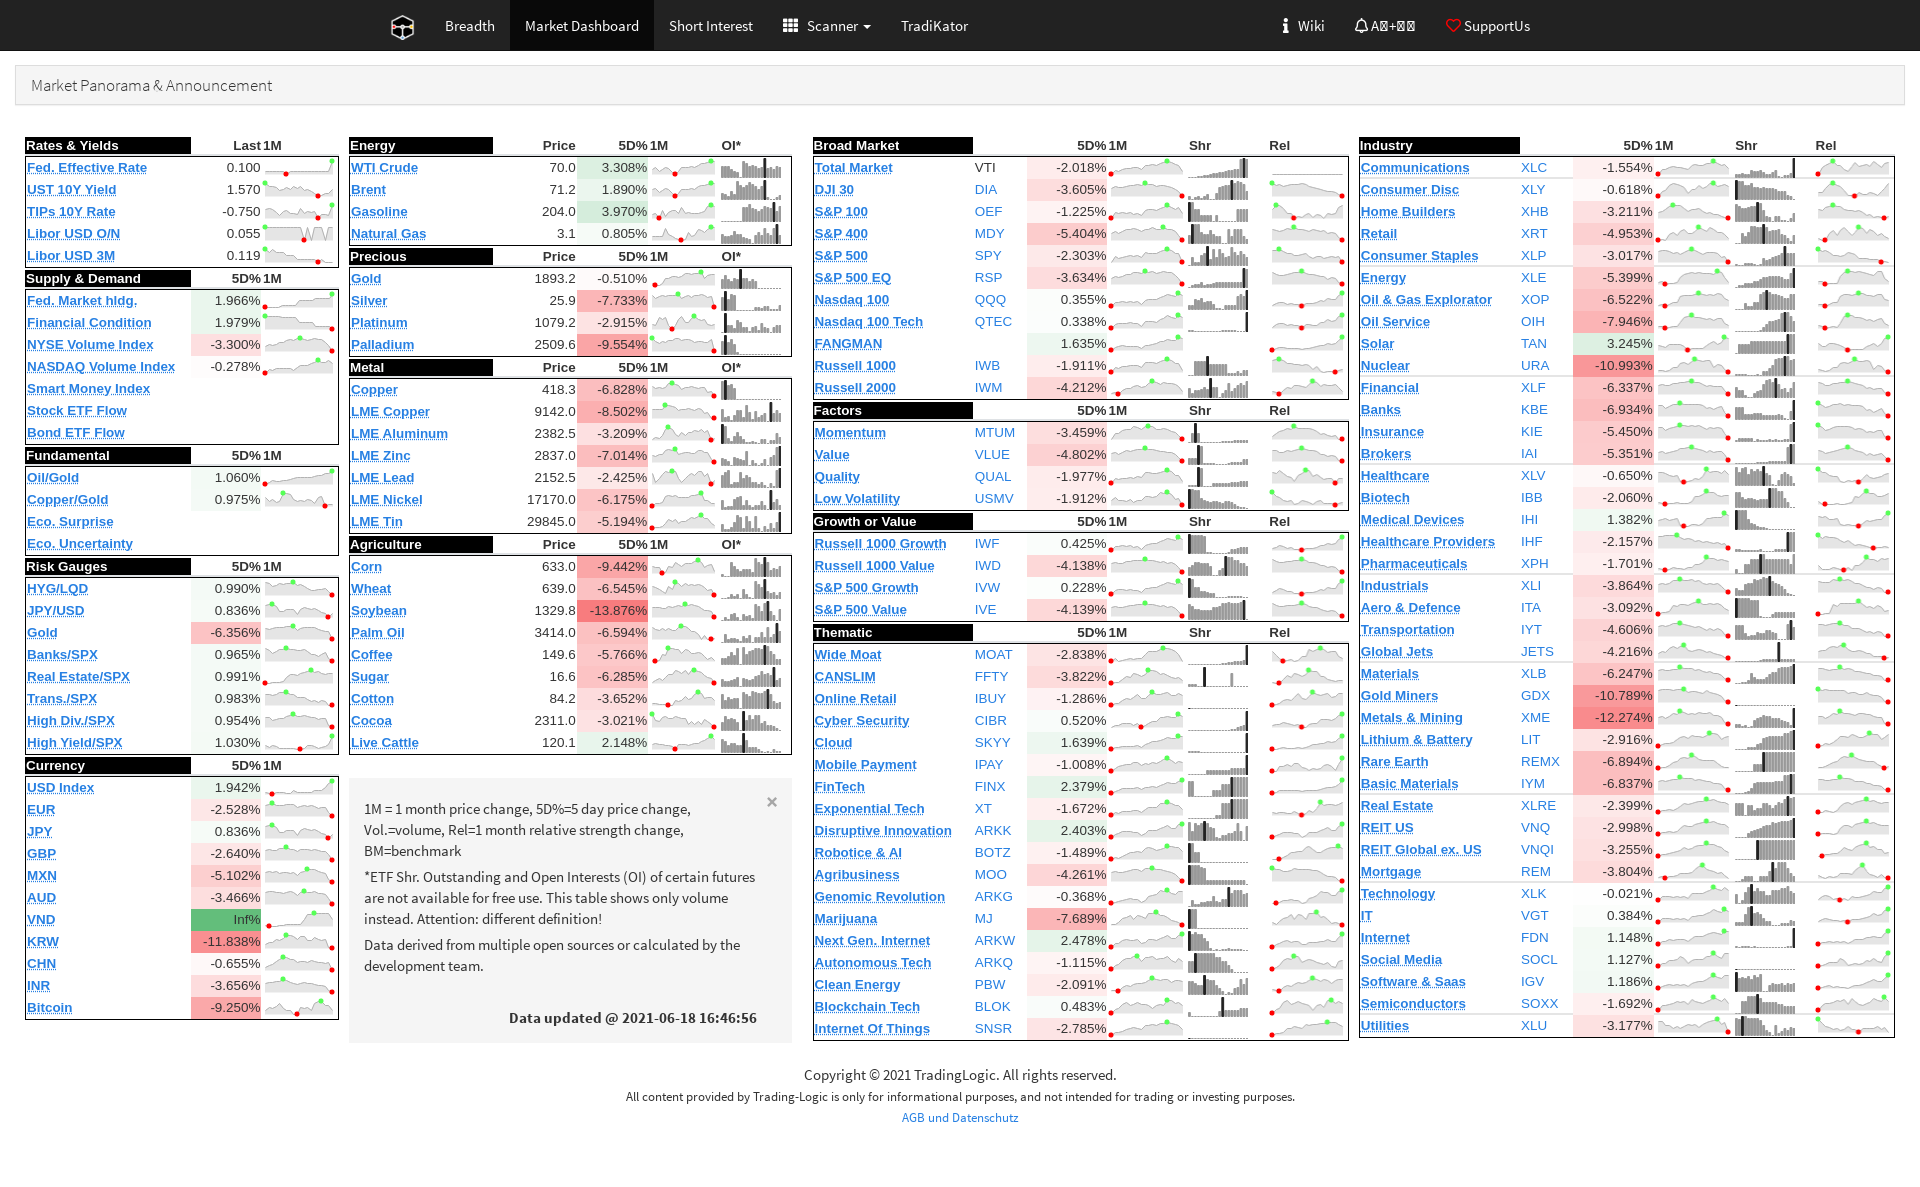 Breadth Market Dashboard Short Interest Scanner TradiKator Wiki SupportUs
Market Panorama & Announcement
Rates & Yields Last 1M
Fed. Effective Rate 0.100
UST 10Y Yield 1.570
TIPs 10Y Rate -0.750
Libor USD O/N 0.055
Libor USD 3M 0.119
Supply & Demand 5D% 1M
Fed. Market hldg. 1.966%
Financial Condition 1.979%
NYSE Volume Index -3.300%
NASDAQ Volume Index -0.278%
Smart Money Index
Stock ETF Flow
Bond ETF Flow
Fundamental 5D% 1M
Oil/Gold 1.060%
Copper/Gold 0.975%
Eco. Surprise
Eco. Uncertainty
Risk Gauges 5D% 1M
HYG/LQD 0.990%
JPY/USD 0.836%
Gold -6.356%
Banks/SPX 0.965%
Real Estate/SPX 0.991%
Trans./SPX 0.983%
High Div./SPX 0.954%
High Yield/SPX 1.030%
Currency 5D% 1M
USD Index 1.942%
EUR -2.528%
JPY 0.836%
GBP -2.640%
MXN -5.102%
AUD -3.466%
VND Inf%
KRW -11.838%
CHN -0.655%
INR -3.656%
Bitcoin -9.250%
Energy Price 5D% 1M OI*
WTI Crude 70.0 3.308%
Brent 71.2 1.890%
Gasoline 204.0 3.970%
Natural Gas 3.1 0.805%
Precious Price 5D% 1M OI*
Gold 1893.2 -0.510%
Silver 25.9 -7.733%
Platinum 1079.2 -2.915%
Palladium 2509.6 -9.554%
Metal Price 5D% 1M OI*
Copper 418.3 -6.828%
LME Copper 9142.0 -8.502%
LME Aluminum 2382.5 -3.209%
LME Zinc 2837.0 -7.014%
LME Lead 2152.5 -2.425%
LME Nickel 17170.0 -6.175%
LME Tin 29845.0 -5.194%
Agriculture Price 5D% 1M OI*
Corn 633.0 -9.442%
Wheat 639.0 -6.545%
Soybean 1329.8 -13.876%
Palm Oil 3414.0 -6.594%
Coffee 149.6 -5.766%
Sugar 16.6 -6.285%
Cotton 84.2 -3.652%
Cocoa 2311.0 -3.021%
Live Cattle 120.1 2.148%
×
1M = 1 month price change, 5D%=5 day price change,
Vol.=volume, Rel=1 month relative strength change,
BM=benchmark
*ETF Shr. Outstanding and Open Interests (OI) of certain futures
are not available for free use. This table shows only volume
instead. Attention: different definition!
Data derived from multiple open sources or calculated by the
development team.
Data updated @ 2021-06-18 16:46:56
Broad Market 5D% 1M Shr Rel
Total Market VTI -2.018%
DJI 30 DIA -3.605%
S&P 100 OEF -1.225%
S&P 400 MDY -5.404%
S&P 500 SPY -2.303%
S&P 500 EQ RSP -3.634%
Nasdaq 100 QQQ 0.355%
Nasdaq 100 Tech QTEC 0.338%
FANGMAN 1.635%
Russell 1000 IWB -1.911%
Russell 2000 IWM -4.212%
Factors 5D% 1M Shr Rel
Momentum MTUM -3.459%
Value VLUE -4.802%
Quality QUAL -1.977%
Low Volatility USMV -1.912%
Growth or Value 5D% 1M Shr Rel
Russell 1000 Growth IWF 0.425%
Russell 1000 Value IWD -4.138%
S&P 500 Growth IVW 0.228%
S&P 500 Value IVE -4.139%
Thematic 5D% 1M Shr Rel
Wide Moat MOAT -2.838%
CANSLIM FFTY -3.822%
Online Retail IBUY -1.286%
Cyber Security CIBR 0.520%
Cloud SKYY 1.639%
Mobile Payment IPAY -1.008%
FinTech FINX 2.379%
Exponential Tech XT -1.672%
Disruptive Innovation ARKK 2.403%
Robotice & AI BOTZ -1.489%
Agribusiness MOO -4.261%
Genomic Revolution ARKG -0.368%
Marijuana MJ -7.689%
Next Gen. Internet ARKW 2.478%
Autonomous Tech ARKQ -1.115%
Clean Energy PBW -2.091%
Blockchain Tech BLOK 0.483%
Internet Of Things SNSR -2.785%
Industry 5D% 1M Shr Rel
Communications XLC -1.554%
Consumer Disc XLY -0.618%
Home Builders XHB -3.211%
Retail XRT -4.953%
Consumer Staples XLP -3.017%
Energy XLE -5.399%
Oil & Gas Explorator XOP -6.522%
Oil Service OIH -7.946%
Solar TAN 3.245%
Nuclear URA -10.993%
Financial XLF -6.337%
Banks KBE -6.934%
Insurance KIE -5.450%
Brokers IAI -5.351%
Healthcare XLV -0.650%
Biotech IBB -2.060%
Medical Devices IHI 1.382%
Healthcare Providers IHF -2.157%
Pharmaceuticals XPH -1.701%
Industrials XLI -3.864%
Aero & Defence ITA -3.092%
Transportation IYT -4.606%
Global Jets JETS -4.216%
Materials XLB -6.247%
Gold Miners GDX -10.789%
Metals & Mining XME -12.274%
Lithium & Battery LIT -2.916%
Rare Earth REMX -6.894%
Basic Materials IYM -6.837%
Real Estate XLRE -2.399%
REIT US VNQ -2.998%
REIT Global ex. US VNQI -3.255%
Mortgage REM -3.804%
Technology XLK -0.021%
IT VGT 0.384%
Internet FDN 1.148%
Social Media SOCL 1.127%
Software & Saas IGV 1.186%
Semiconductors SOXX -1.692%
Utilities XLU -3.177%
Copyright © 2021 TradingLogic. All rights reserved.
All content provided by Trading-Logic is only for informational purposes, and not intended for trading or investing purposes.
AGB und Datenschutz